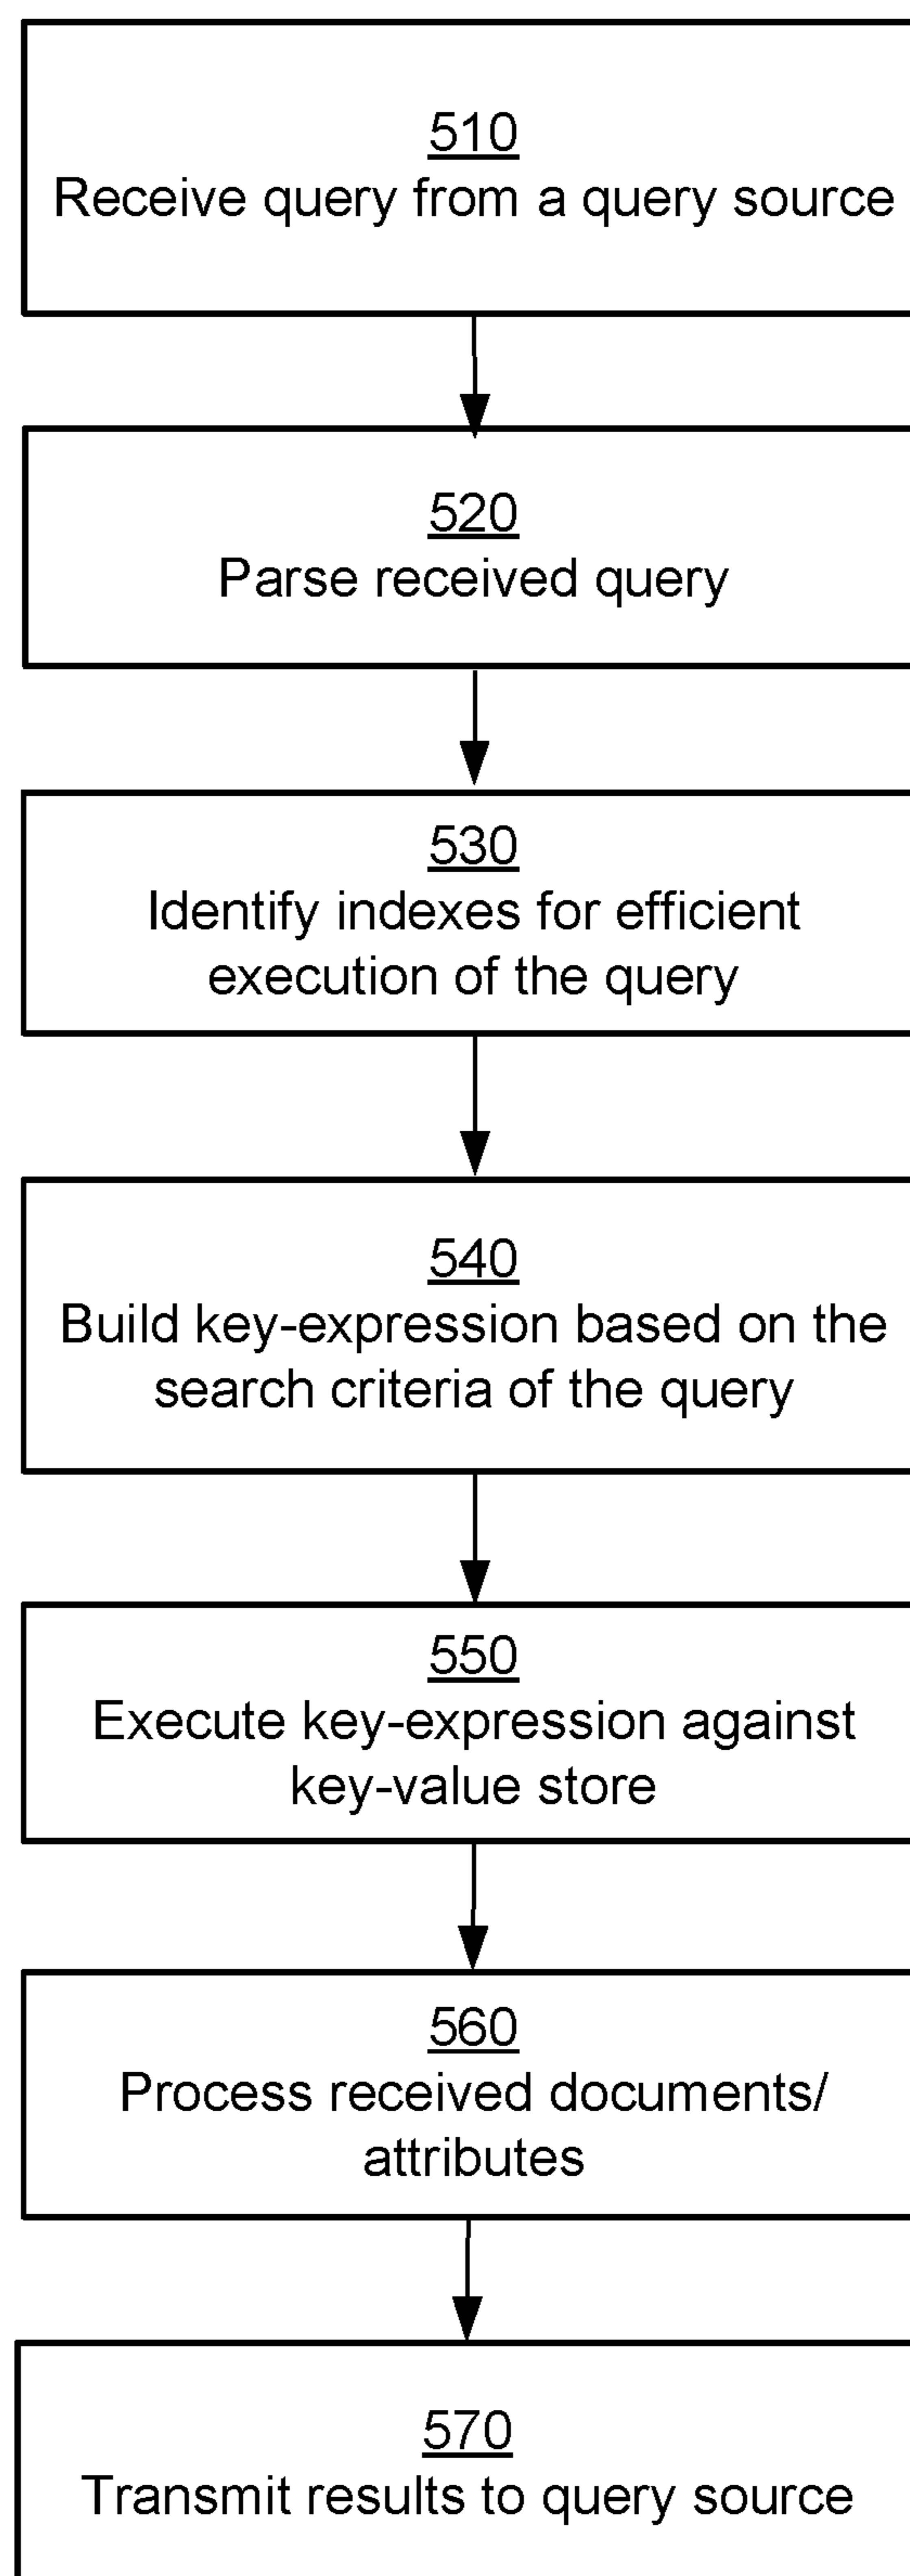 510
Receive query from a query source
520
Parse received query
530
Identify indexes for efficient
execution of the query
540
Build key-expression based on the
search criteria of the query
550
Execute key-expression against
key-value store
560
Process received documents/
attributes
570
Transmit results to query source